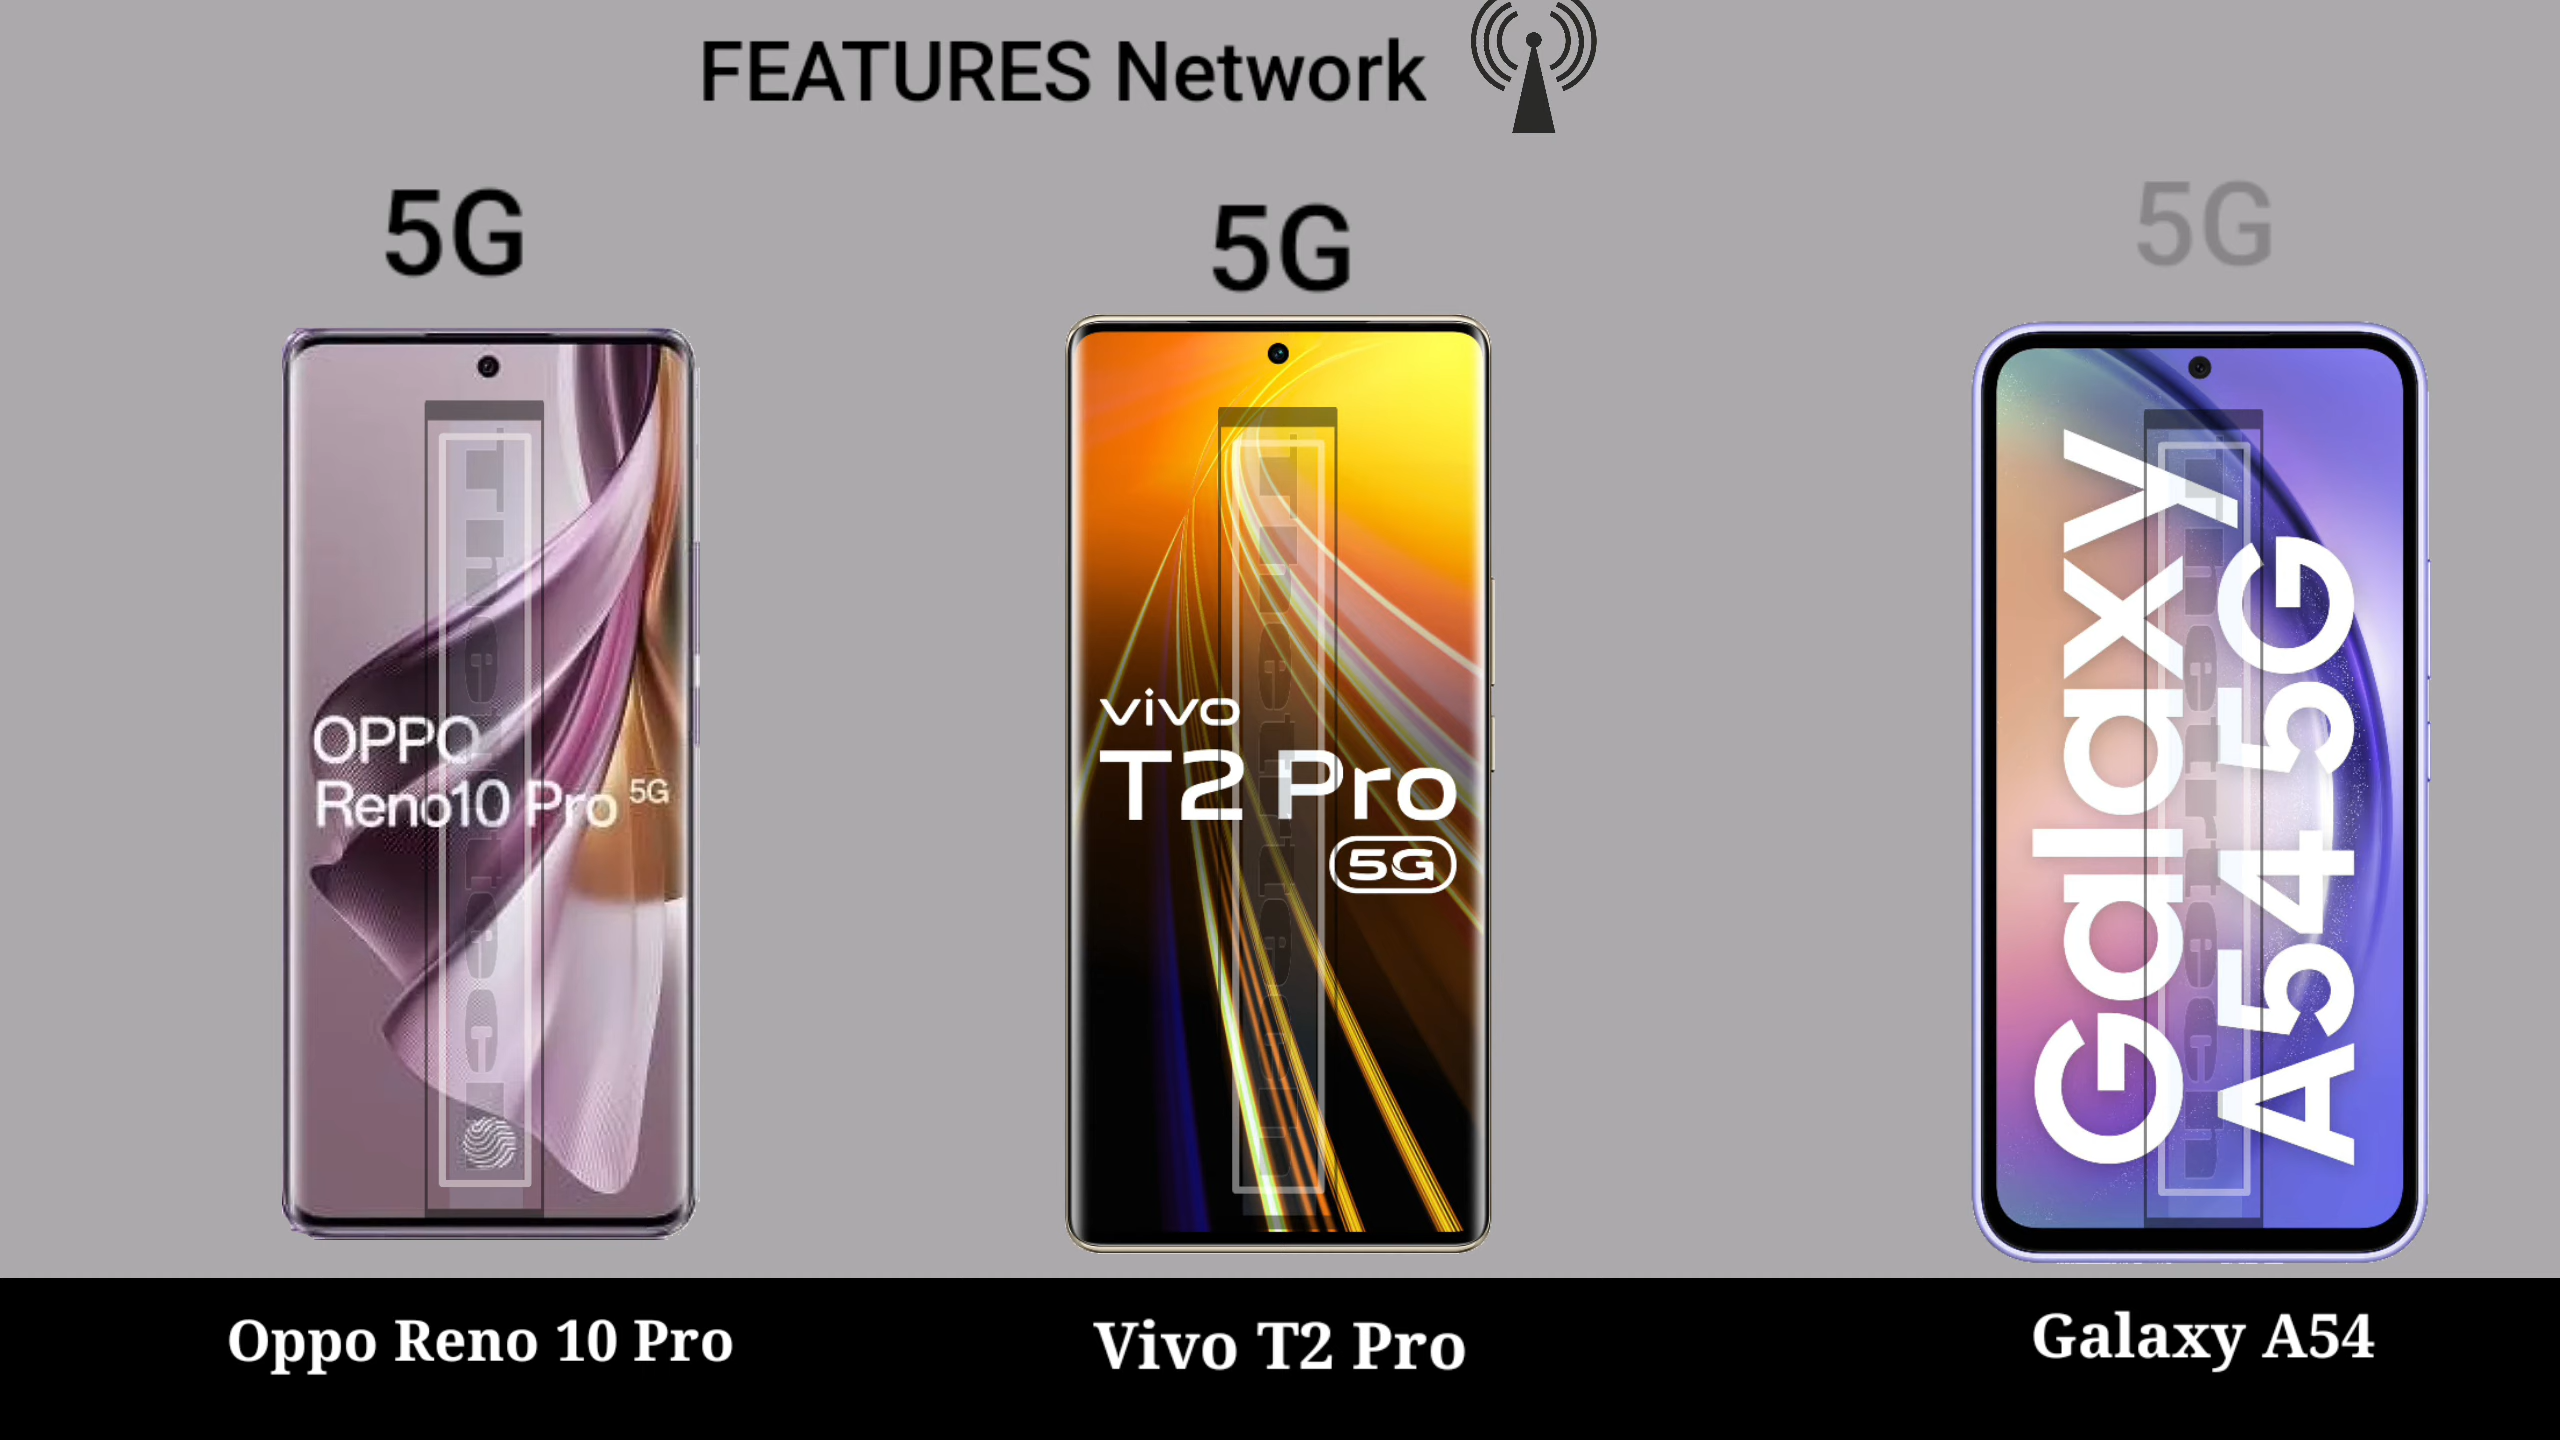 FEATURES Network
5G
5G
5G
OPPO
Reno10 Pro 5G
vivo
T2 Pro
5G
Galaxy
A54 5G
Oppo Reno 10 Pro
Vivo T2 Pro
Galaxy A54